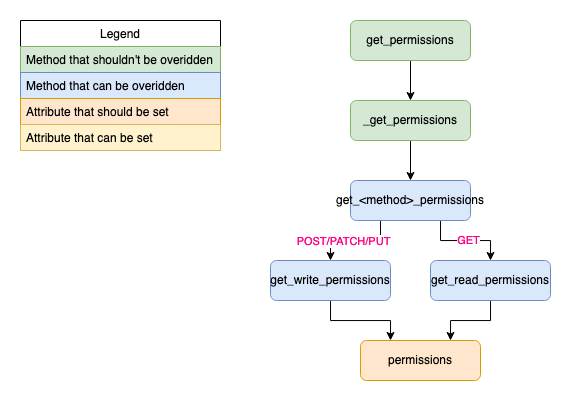 Legend
Method that shouldn't be overidden
Method that can be overidden
Attribute that should be set
Attribute that can be set
get_permissions
_get_permissions
get_<method>_permissions
POST/PATCH/PUT
GET
get_write_permissions
get_read_permissions
permissions